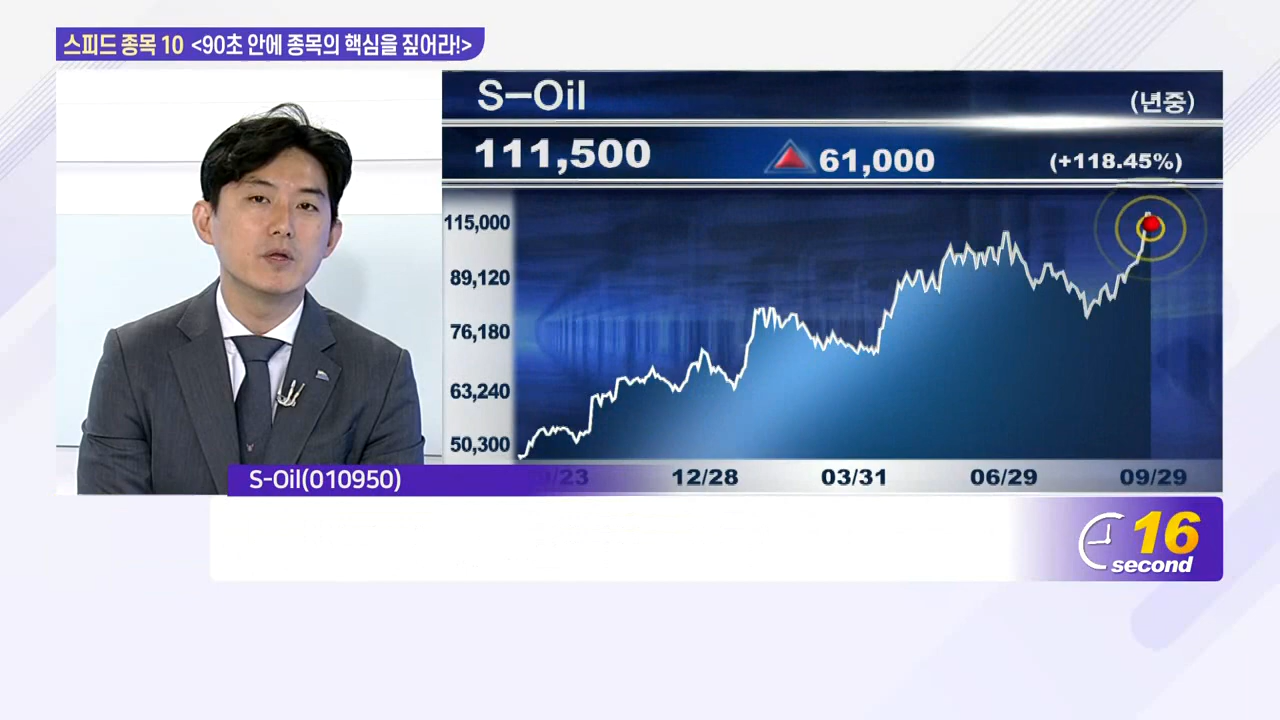 스피드 종목 10 <90초 안에 종목의 핵심을 짚어라!>
S-Oil (년중)
111,500 ▲ 61,000 (+118.45%)
115,000
89,120
76,180
63,240
50,300
/23 12/28 03/31 06/29 09/29
S-Oil(010950)
16
second